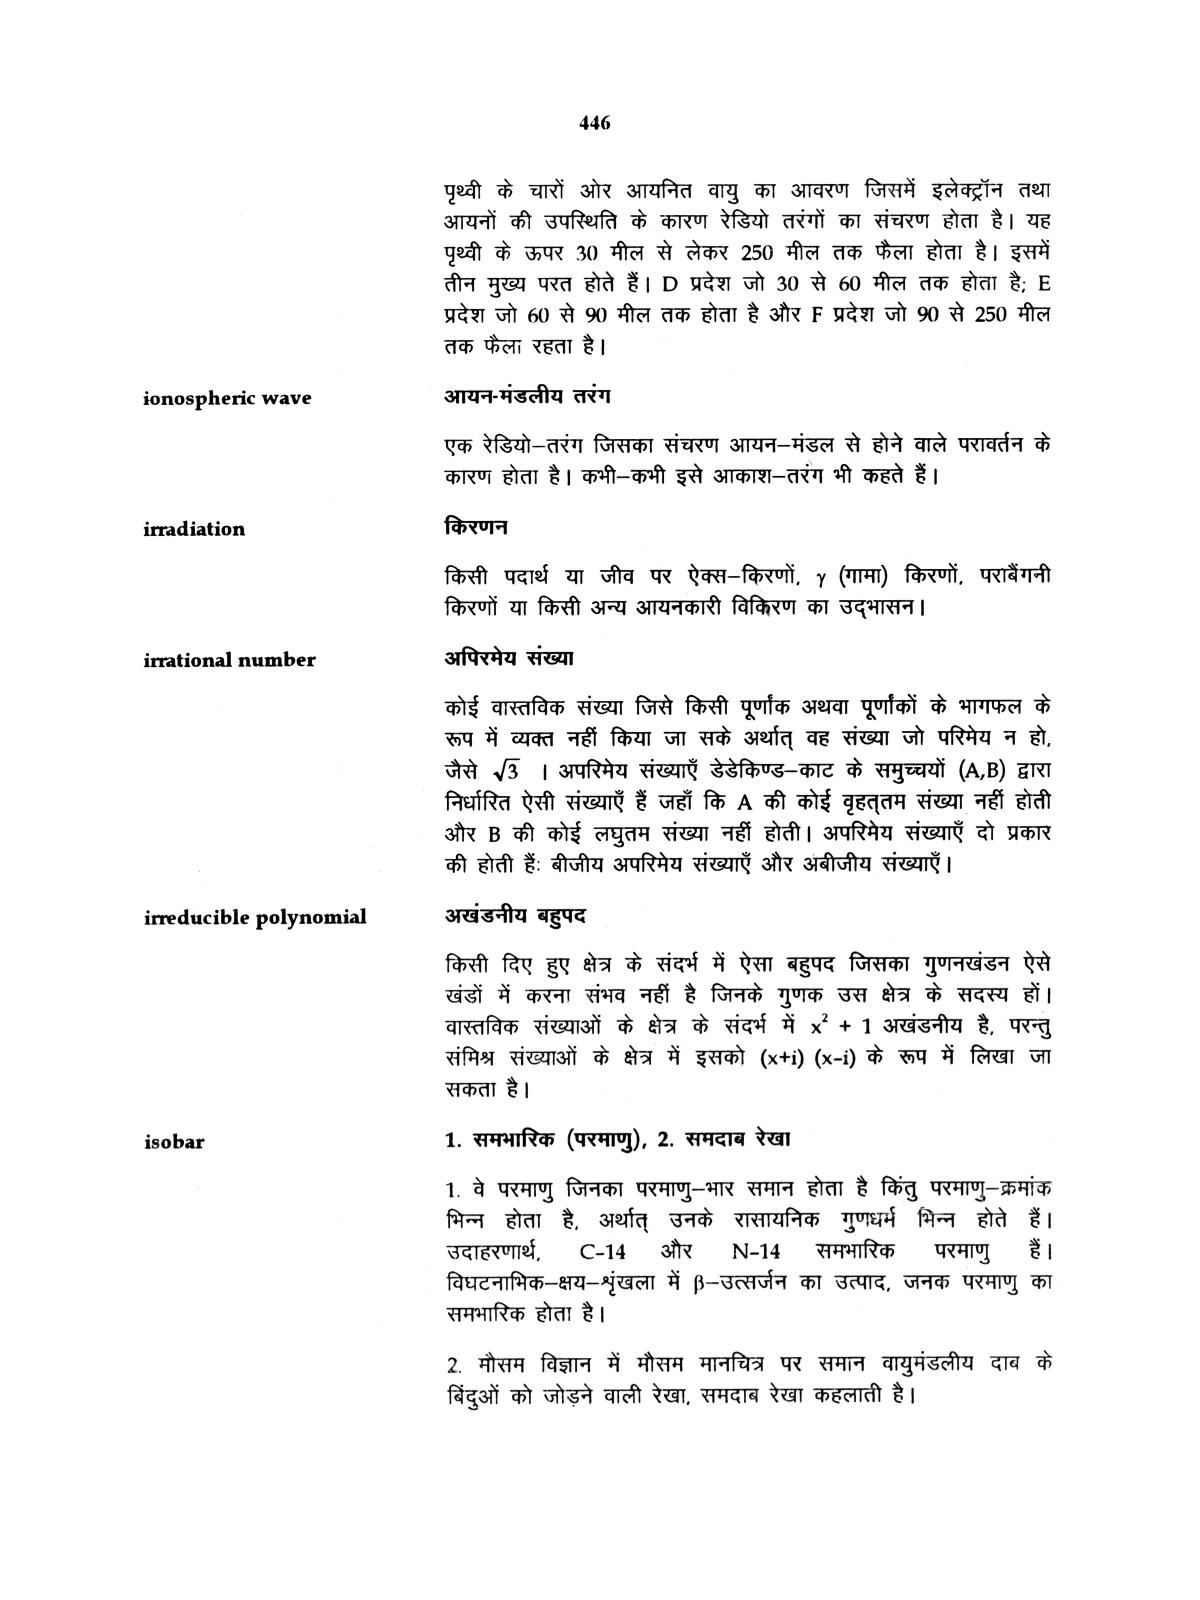 446
पृथ्वी के चारों ओर आयनित वायु का आवरण जिसमें इलेक्ट्रॉन तथा
आयनों की उपस्थिति के कारण रेडियो तरंगों का संचरण होता है। यह
पृथ्वी के ऊपर 30 मील से लेकर 250 मील तक फैला होता है। इसमें
तीन मुख्य परत होते हैं। D प्रदेश जो 30 से 60 मील तक होता है; E
प्रदेश जो 60 से 90 मील तक होता है और F प्रदेश जो 90 से 250 मील
तक फैला रहता है।
ionospheric wave आयन-मंडलीय तरंग
एक रेडियो–तरंग जिसका संचरण आयन–मंडल से होने वाले परावर्तन के
कारण होता है। कभी–कभी इसे आकाश–तरंग भी कहते हैं।
irradiation किरणन
किसी पदार्थ या जीव पर ऐक्स–किरणों, γ (गामा) किरणों, पराबैंगनी
किरणों या किसी अन्य आयनकारी विकिरण का उद्‌भासन।
irrational number अपिरमेय संख्या
कोई वास्तविक संख्या जिसे किसी पूर्णांक अथवा पूर्णांकों के भागफल के
रूप में व्यक्त नहीं किया जा सके अर्थात् वह संख्या जो परिमेय न हो,
जैसे √3 । अपरिमेय संख्याएँ डेडेकिण्ड–काट के समुच्चयों (A,B) द्वारा
निर्धारित ऐसी संख्याएँ हैं जहाँ कि A की कोई वृहत्‌तम संख्या नहीं होती
और B की कोई लघुतम संख्या नहीं होती। अपरिमेय संख्याएँ दो प्रकार
की होती हैंः बीजीय अपरिमेय संख्याएँ और अबीजीय संख्याएँ।
irreducible polynomial अखंडनीय बहुपद
किसी दिए हुए क्षेत्र के संदर्भ में ऐसा बहुपद जिसका गुणनखंडन ऐसे
खंडों में करना संभव नहीं है जिनके गुणक उस क्षेत्र के सदस्य हों।
वास्तविक संख्याओं के क्षेत्र के संदर्भ में x² + 1 अखंडनीय है, परन्तु
संमिश्र संख्याओं के क्षेत्र में इसको (x+i) (x-i) के रूप में लिखा जा
सकता है।
isobar 1. समभारिक (परमाणु), 2. समदाब रेखा
1. वे परमाणु जिनका परमाणु–भार समान होता है किंतु परमाणु–क्रमांक
भिन्न होता है, अर्थात् उनके रासायनिक गुणधर्म भिन्न होते हैं।
उदाहरणार्थ, C-14 और N-14 समभारिक परमाणु हैं।
विघटनाभिक–क्षय–शृंखला में β–उत्सर्जन का उत्पाद, जनक परमाणु का
समभारिक होता है।
2. मौसम विज्ञान में मौसम मानचित्र पर समान वायुमंडलीय दाब के
बिंदुओं को जोड़ने वाली रेखा, समदाब रेखा कहलाती है।